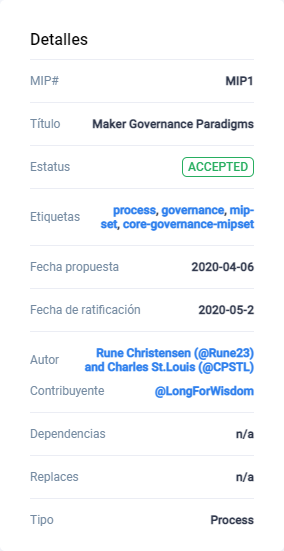 Detalles
MIP# MIP1
Título Maker Governance Paradigms
Estatus ACCEPTED
Etiquetas process, governance, mip-
set, core-governance-mipset
Fecha propuesta 2020-04-06
Fecha de ratificación 2020-05-2
Autor Rune Christensen (@Rune23)
and Charles St.Louis (@CPSTL)
Contribuyente @LongForWisdom
Dependencias n/a
Replaces n/a
Tipo Process